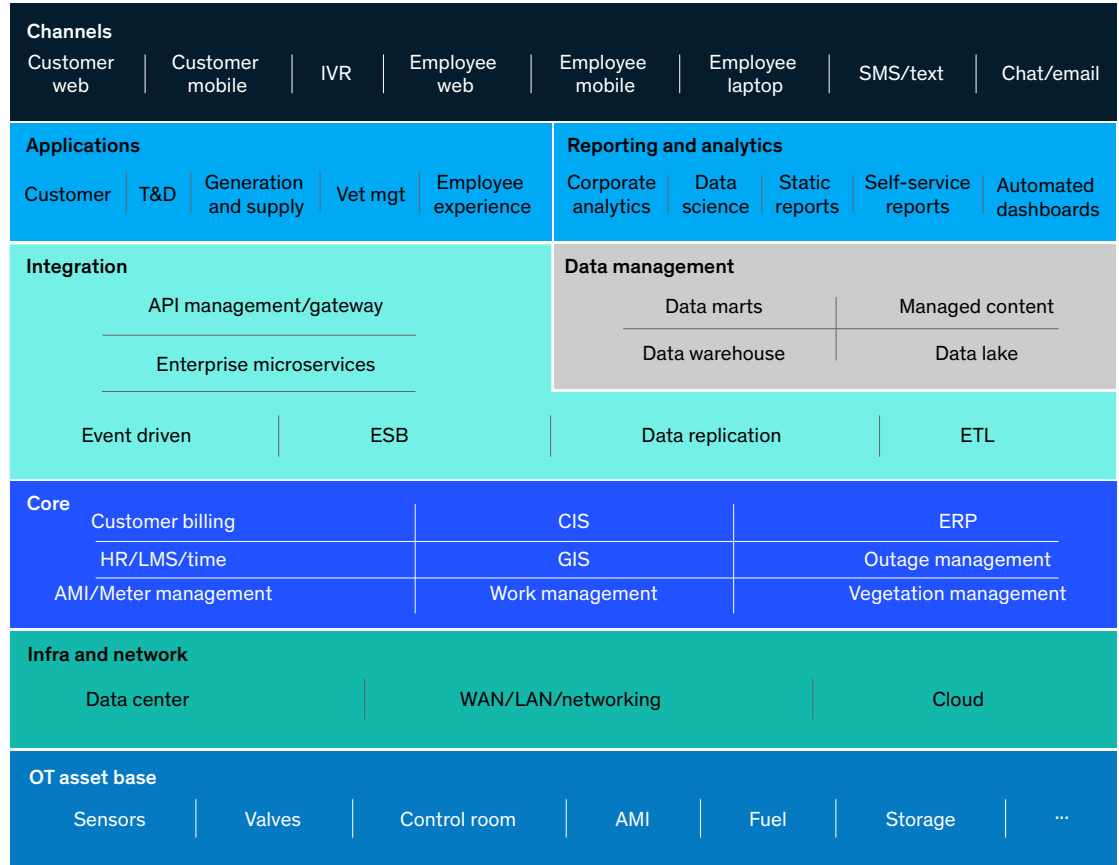 Channels
Customer web
Customer mobile
IVR
Employee web
Employee mobile
Employee laptop
SMS/text
Chat/email
Applications
Customer
T&D
Generation and supply
Vet mgt
Employee experience
Reporting and analytics
Corporate analytics
Data science
Static reports
Self-service reports
Automated dashboards
Integration
API management/gateway
Enterprise microservices
Event driven
ESB
Data replication
ETL
Data management
Data marts
Managed content
Data warehouse
Data lake
Core
Customer billing
CIS
ERP
HR/LMS/time
GIS
Outage management
AMI/Meter management
Work management
Vegetation management
Infra and network
Data center
WAN/LAN/networking
Cloud
OT asset base
Sensors
Valves
Control room
AMI
Fuel
Storage
...